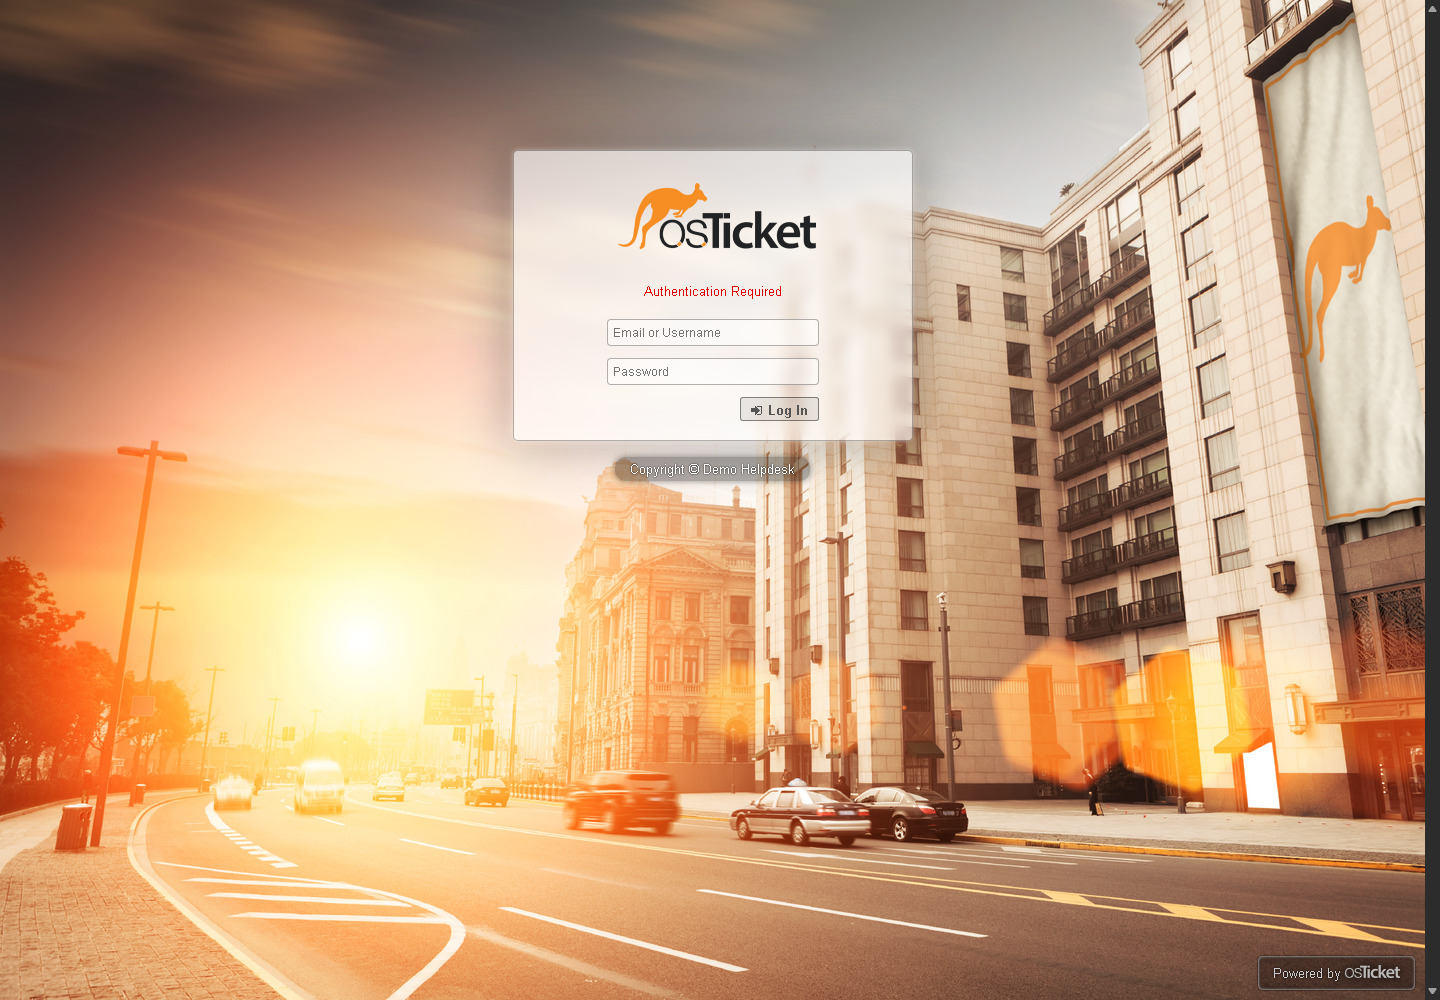 osTicket
Authentication Required
Email or Username
Password
Log In
Copyright © Demo Helpdesk
Powered by osTicket